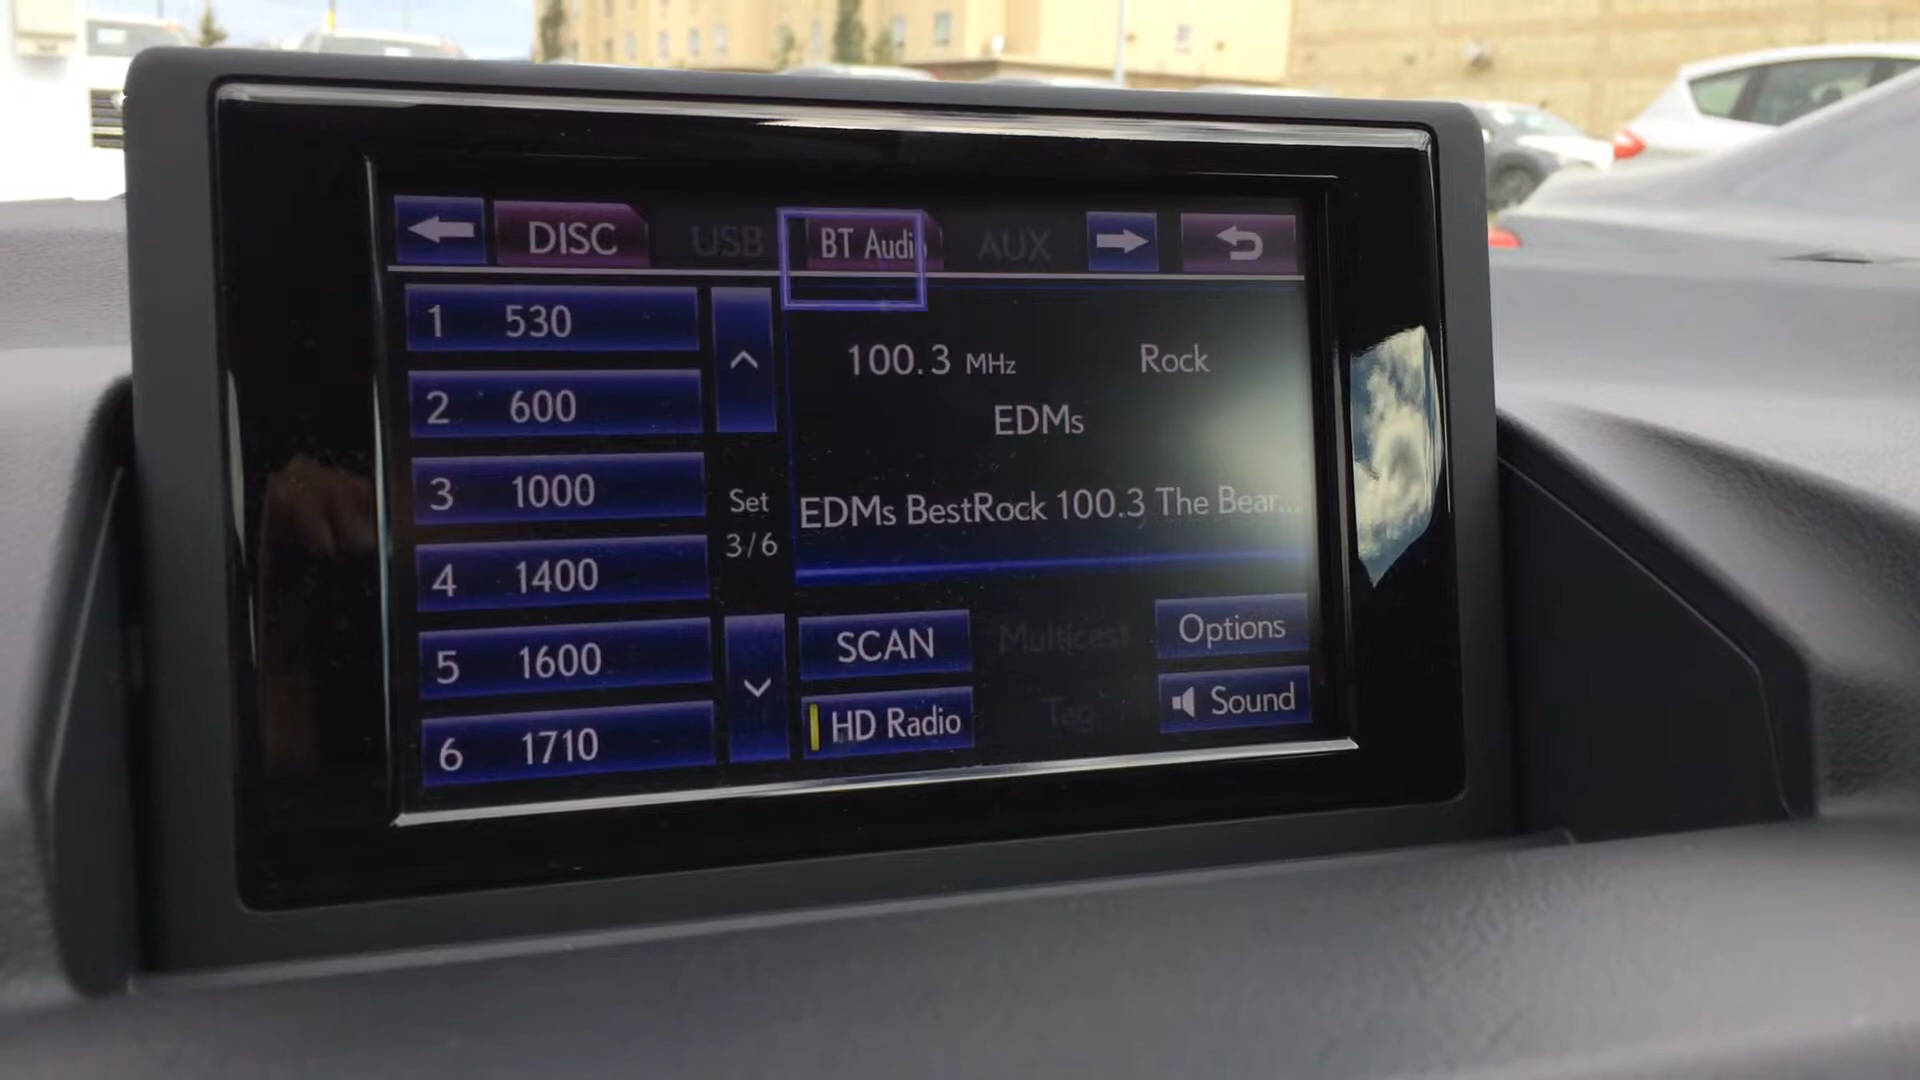 DISC USB BT Audio AUX
1 530
2 600
3 1000
4 1400
5 1600
6 1710
Set
3/6
100.3 MHz Rock
EDMs
EDMs BestRock 100.3 The Bear...
SCAN Multicast Options
HD Radio Tag Sound